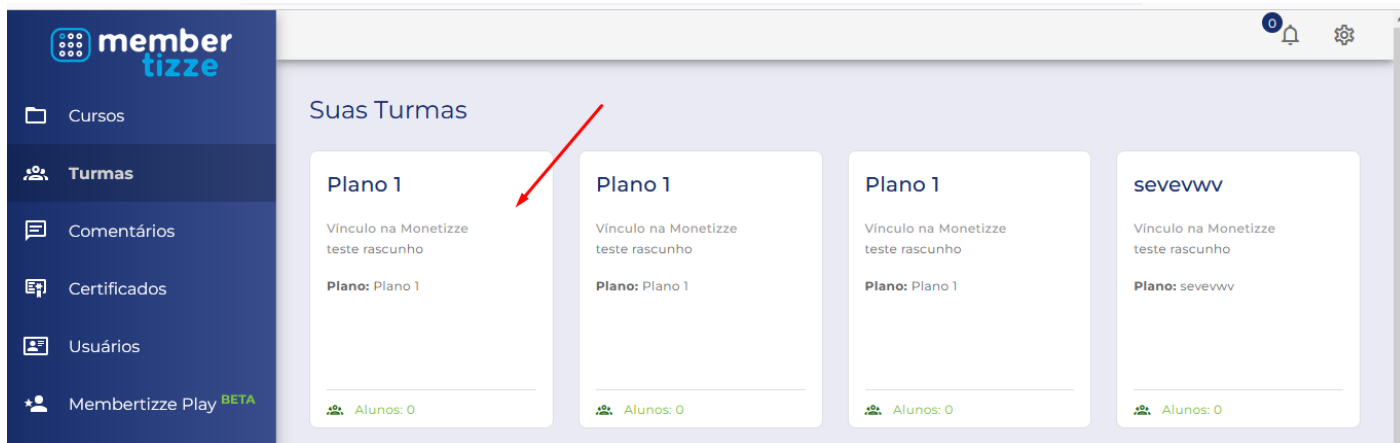 member
tizze
0
Cursos
Turmas
Comentários
Certificados
Usuários
Membertizze Play BETA
Suas Turmas
Plano 1
Vínculo na Monetizze
teste rascunho
Plano: Plano 1
Alunos: 0
Plano 1
Vínculo na Monetizze
teste rascunho
Plano: Plano 1
Alunos: 0
Plano 1
Vínculo na Monetizze
teste rascunho
Plano: Plano 1
Alunos: 0
sevevwv
Vínculo na Monetizze
teste rascunho
Plano: sevevwv
Alunos: 0